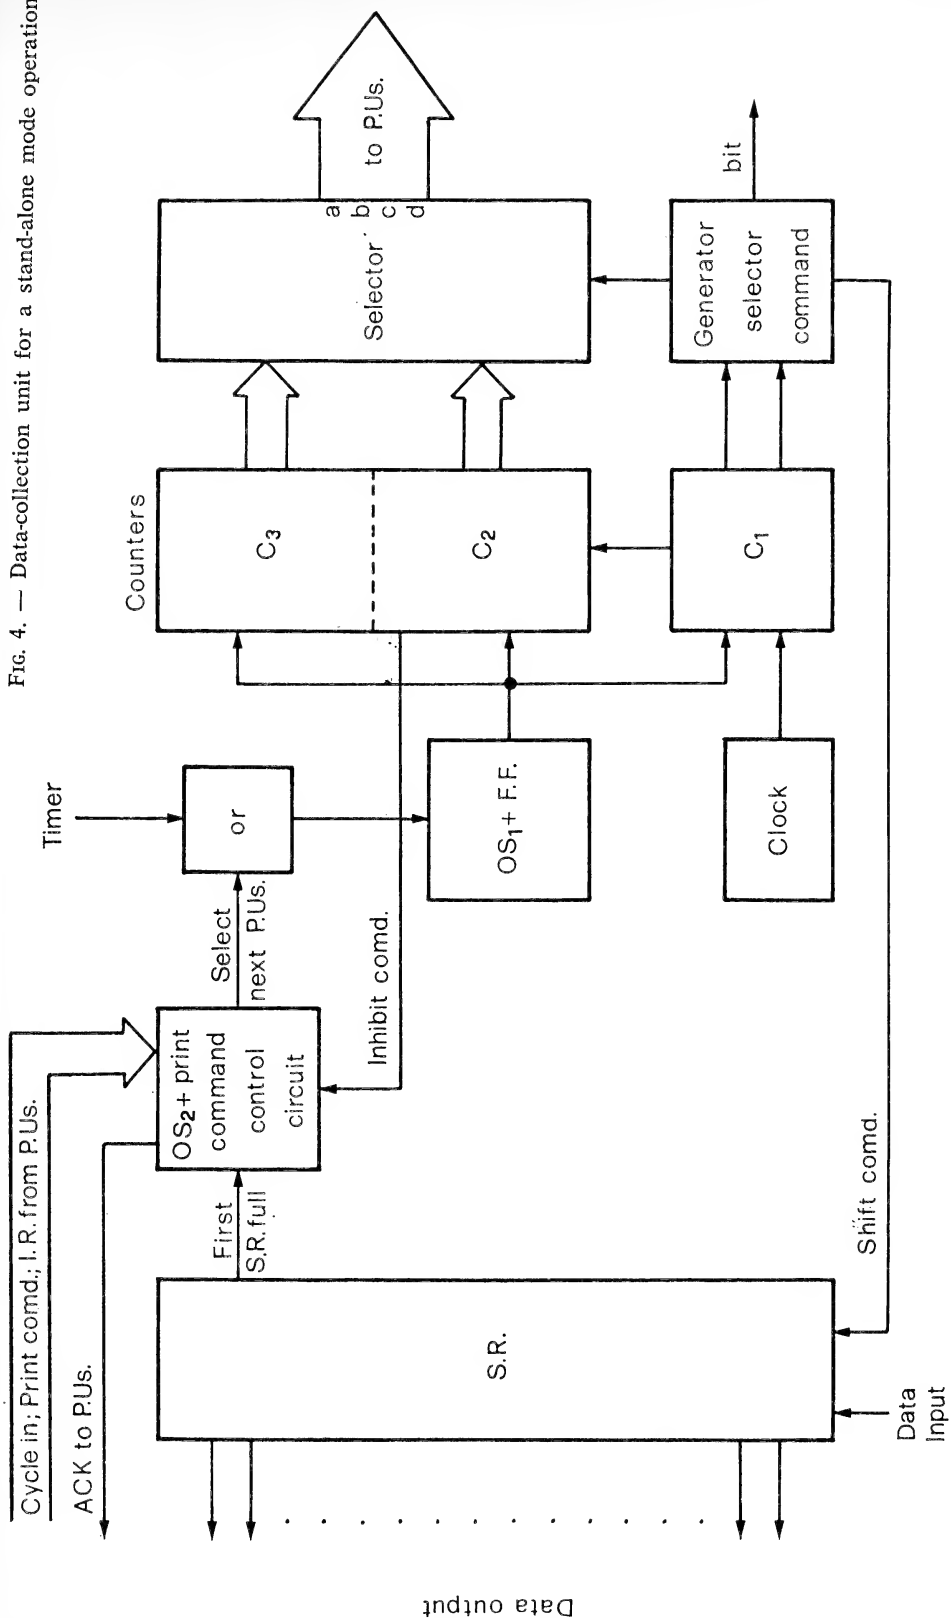 FIG. 4. — Data-collection unit for a stand-alone mode operation
Cycle in; Print comd.; I.R. from P.Us.
ACK to P.Us.
Timer
Counters
First
S.R. full
OS2 + print
command
control
circuit
Select
next P.Us.
or
Inhibit comd.
OS1 + F.F.
Clock
C3
C2
C1
Selector
a
b
c
d
to P.Us.
Generator
selector
command
bit
S.R.
Shift comd.
Data
Input
Data output